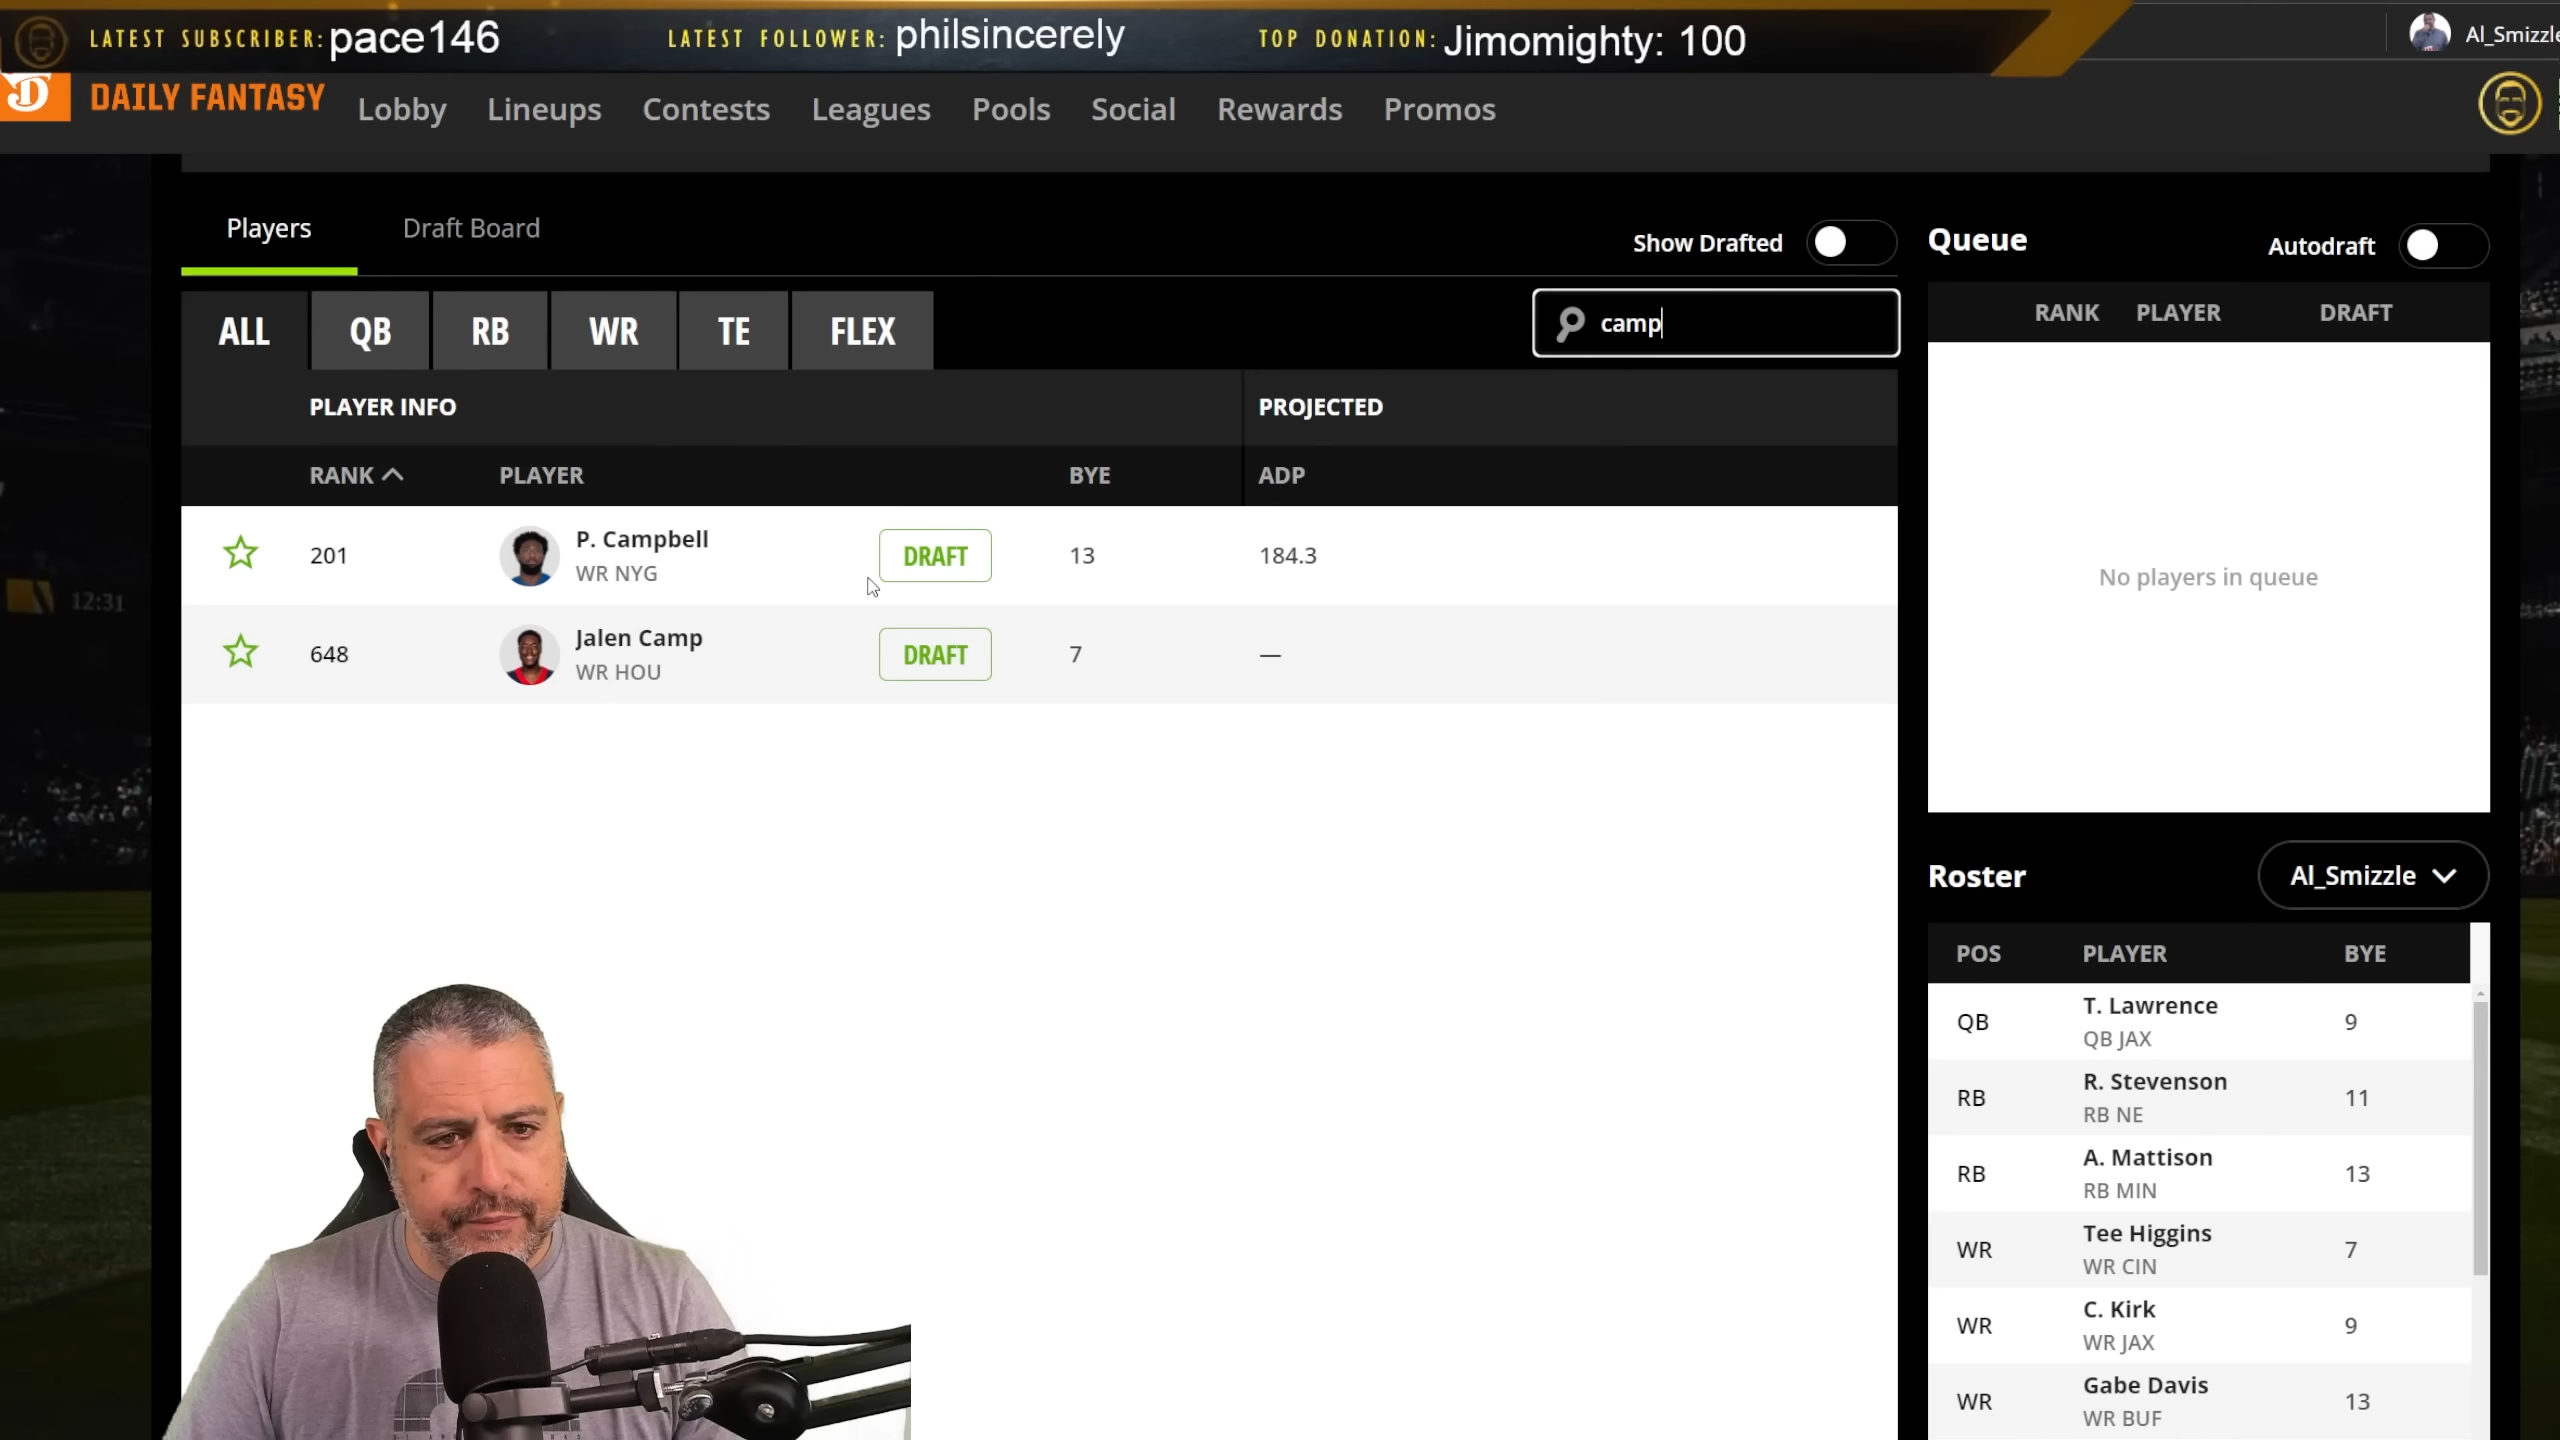 LATEST SUBSCRIBER: pace146
LATEST FOLLOWER: philsincerely
TOP DONATION: Jimomighty: 100
Al_Smizzle
DAILY FANTASY
Lobby Lineups Contests Leagues Pools Social Rewards Promos
Players Draft Board
Show Drafted
ALL QB RB WR TE FLEX
camp
PLAYER INFO PROJECTED
RANK PLAYER BYE ADP
201 P. Campbell DRAFT 13 184.3
WR NYG
648 Jalen Camp DRAFT 7 —
WR HOU
12:31
Queue Autodraft
RANK PLAYER DRAFT
No players in queue
Roster Al_Smizzle
POS PLAYER BYE
QB T. Lawrence 9
QB JAX
RB R. Stevenson 11
RB NE
RB A. Mattison 13
RB MIN
WR Tee Higgins 7
WR CIN
WR C. Kirk 9
WR JAX
WR Gabe Davis 13
WR BUF